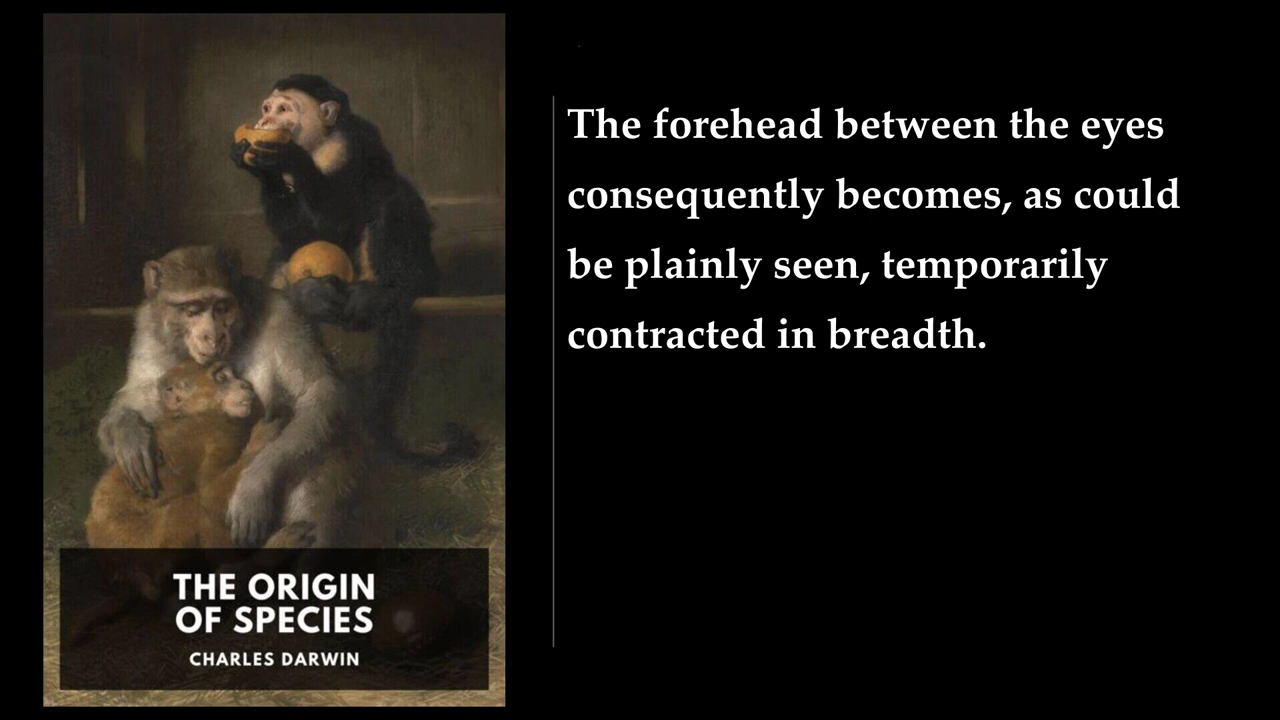 The forehead between the eyes
consequently becomes, as could
be plainly seen, temporarily
contracted in breadth.
THE ORIGIN
OF SPECIES
CHARLES DARWIN